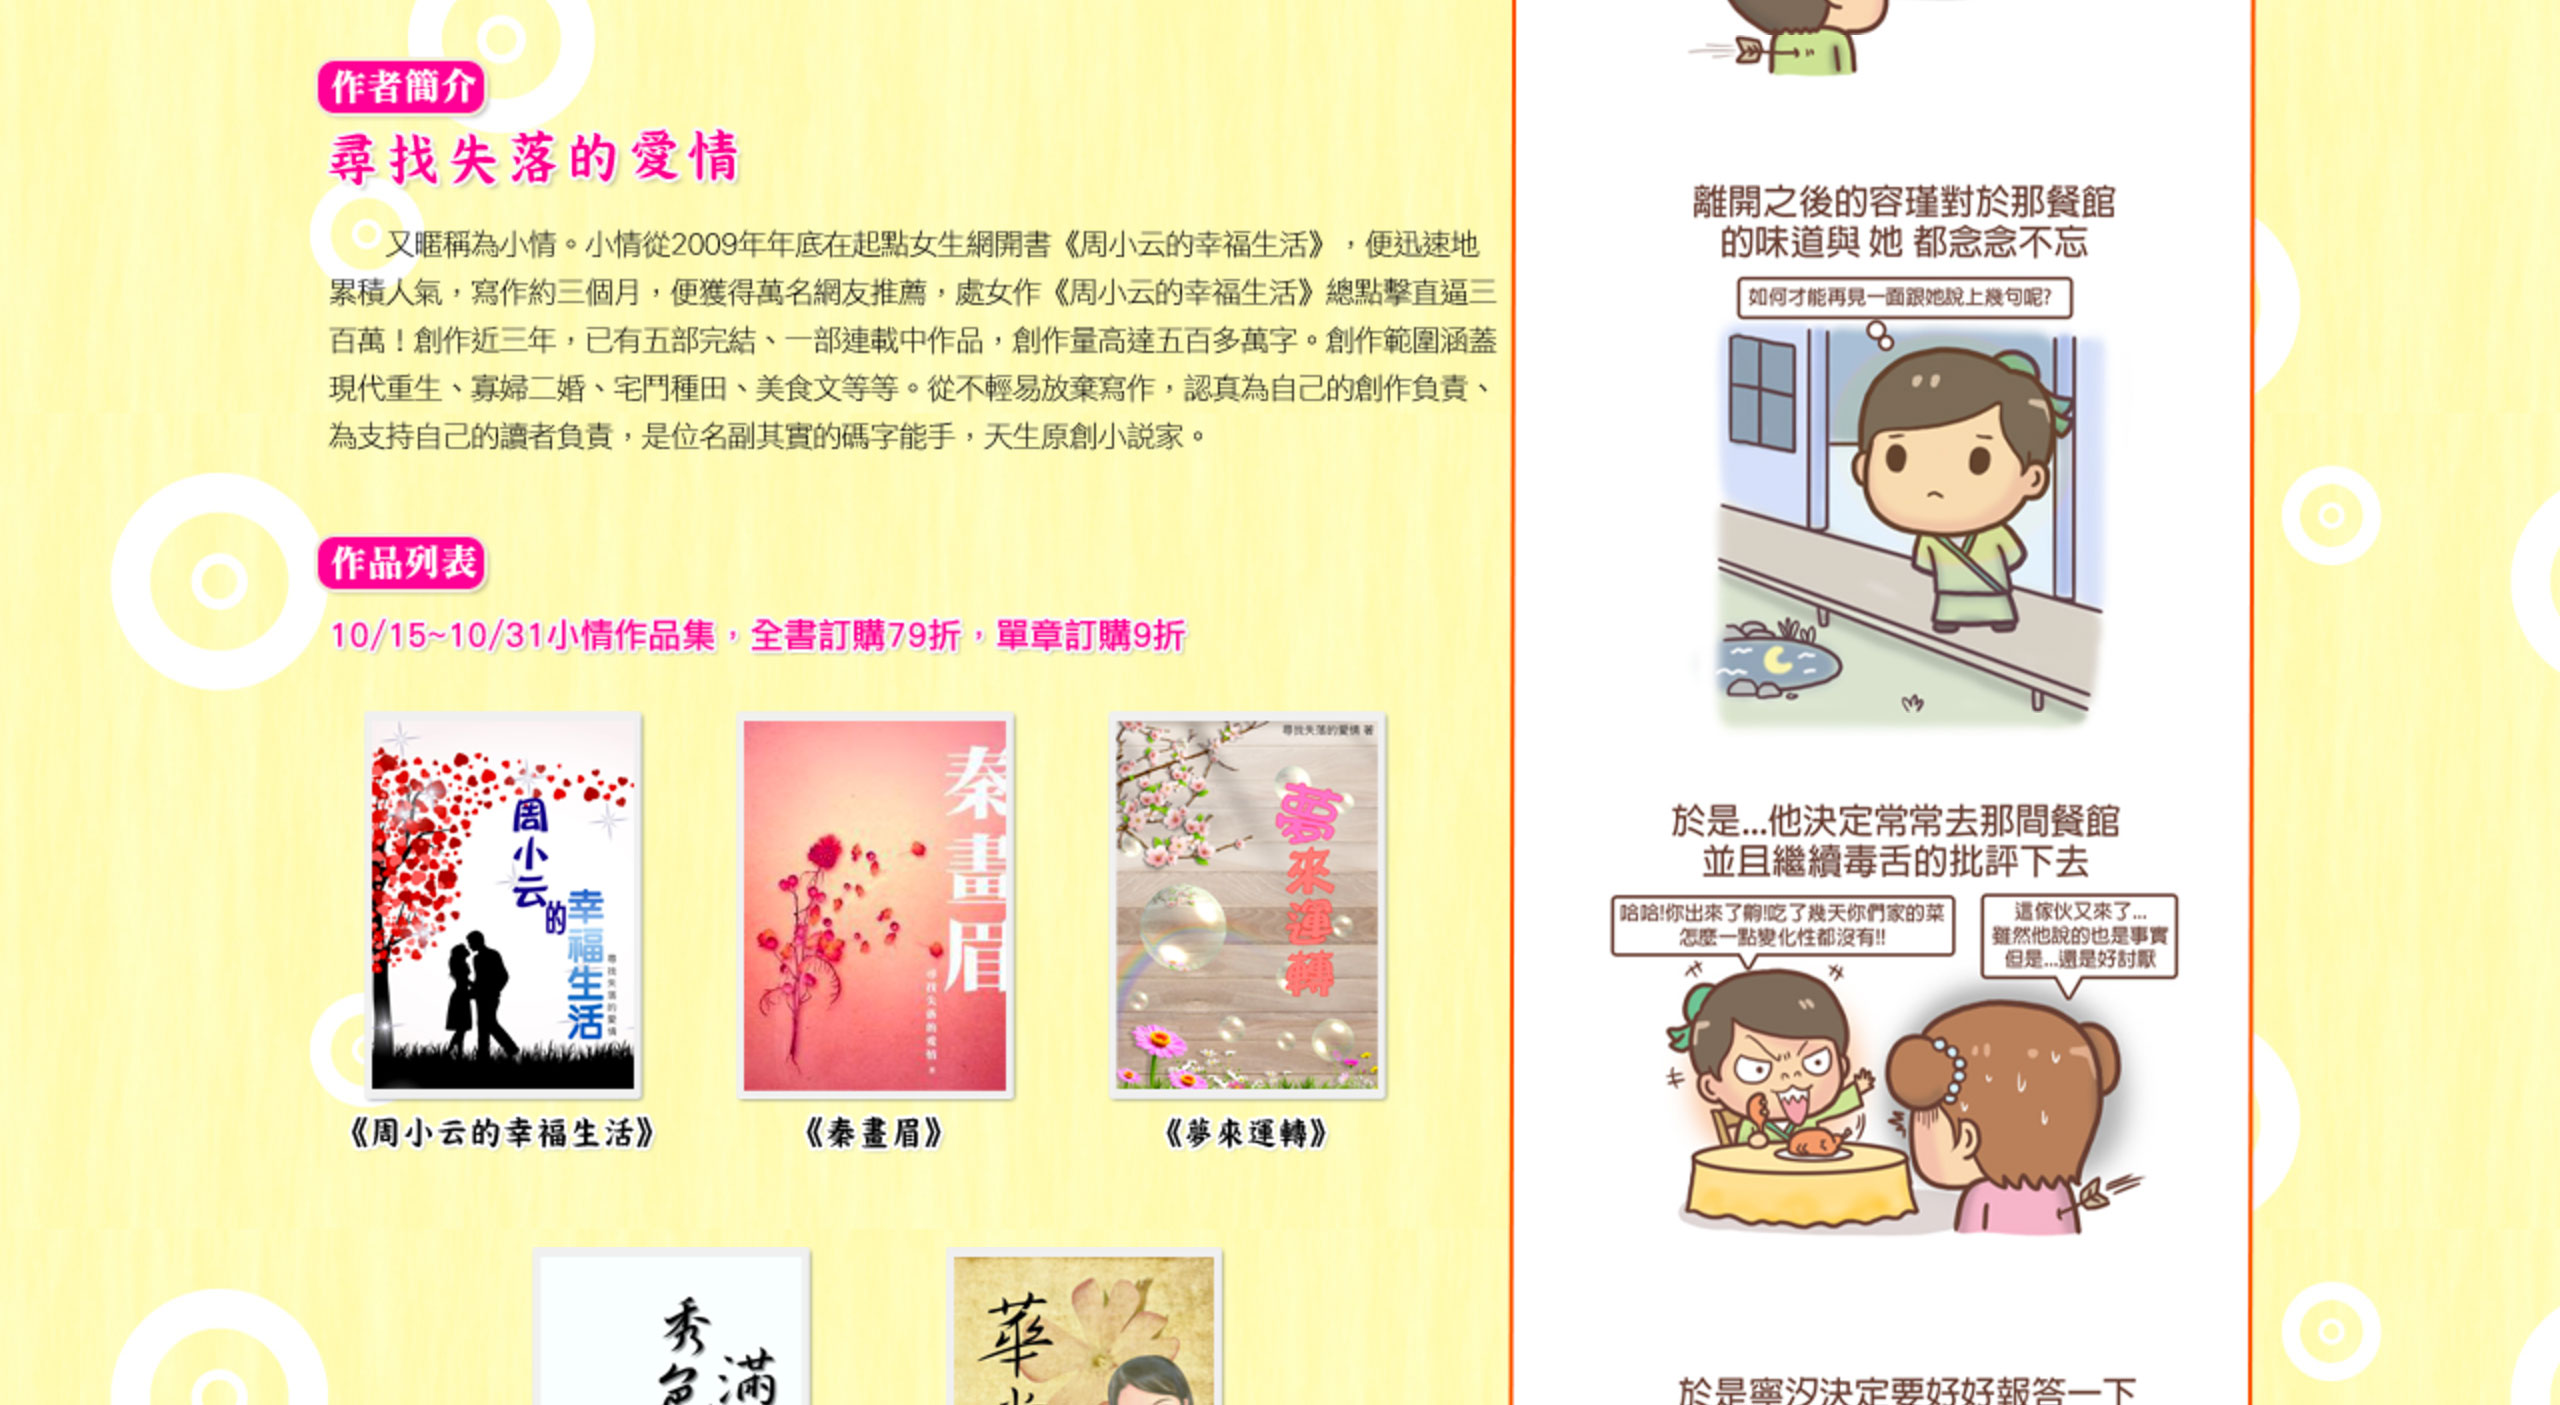 作者簡介
尋找失落的愛情
又暱稱為小情。小情從2009年年底在起點女生網開書《周小云的幸福生活》，便迅速地
累積人氣，寫作約三個月，便獲得萬名網友推薦，處女作《周小云的幸福生活》總點擊直逼三
百萬！創作近三年，已有五部完結、一部連載中作品，創作量高達五百多萬字。創作範圍涵蓋
現代重生、寡婦二婚、宅鬥種田、美食文等等。從不輕易放棄寫作，認真為自己的創作負責、
為支持自己的讀者負責，是位名副其實的碼字能手，天生原創小說家。
作品列表
10/15~10/31小情作品集，全書訂購79折，單章訂購9折
周小云的幸福生活
尋找失落的愛情
秦畫眉
尋找失落的愛情 著
尋找失落的愛情 著
夢來運轉
《周小云的幸福生活》
《秦畫眉》
《夢來運轉》
秀色
滿
華
離開之後的容瑾對於那餐館
的味道與 她 都念念不忘
如何才能再見一面跟她說上幾句呢?
於是...他決定常常去那間餐館
並且繼續毒舌的批評下去
哈哈!你出來了齁!吃了幾天你們家的菜
怎麼一點變化性都沒有!!
這傢伙又來了...
雖然他說的也是事實
但是...還是好討厭
於是寧汐決定要好好報答一下